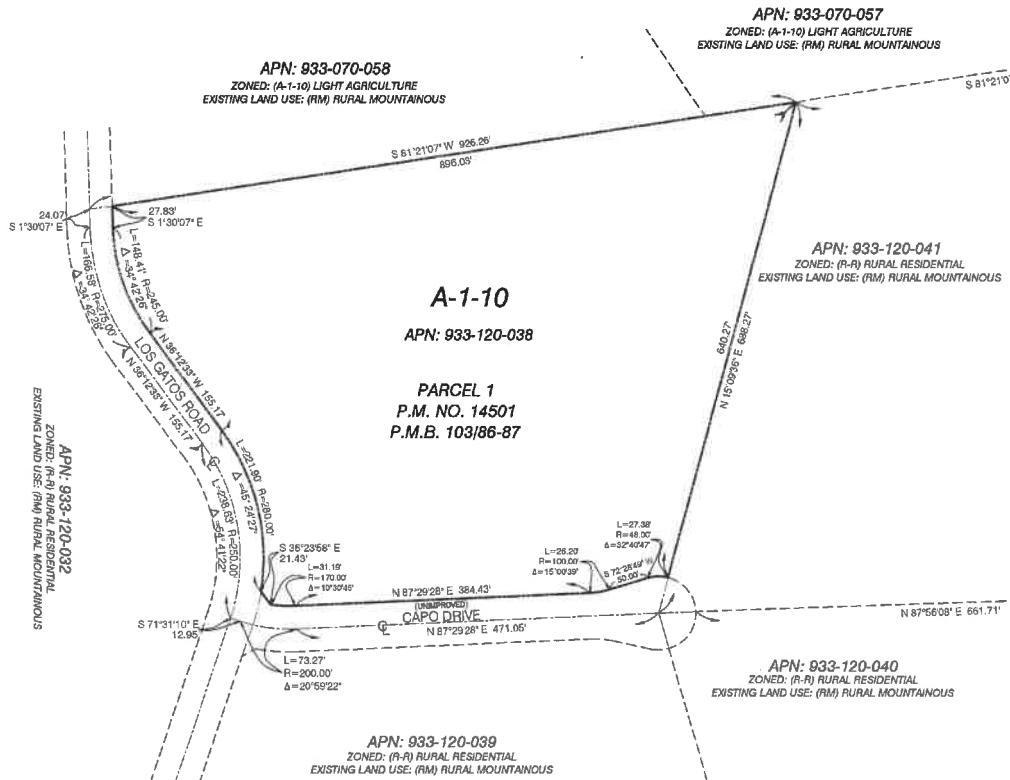 APN: 933-070-057
ZONED: (A-1-10) LIGHT AGRICULTURE
EXISTING LAND USE: (RM) RURAL MOUNTAINOUS
APN: 933-070-058
ZONED: (A-1-10) LIGHT AGRICULTURE
EXISTING LAND USE: (RM) RURAL MOUNTAINOUS
S 81°21'0
S 81°21'07" W 926.26'
896.03'
24.07
S 1°30'07" E
27.83'
S 1°30'07" E
L=148.41' R=245.00'
Δ=34°42'26"
L=166.58' R=275.00'
Δ=34°42'26"
N 36°12'33" W 155.17'
LOS GATOS ROAD
N 36°12'33" W 155.17'
A-1-10
APN: 933-120-038
PARCEL 1
P.M. NO. 14501
P.M.B. 103/86-87
APN: 933-120-041
ZONED: (R-R) RURAL RESIDENTIAL
EXISTING LAND USE: (RM) RURAL MOUNTAINOUS
640.27'
N 15°09'36" E 688.27'
APN: 933-120-032
ZONED: (R-R) RURAL RESIDENTIAL
EXISTING LAND USE: (RM) RURAL MOUNTAINOUS
L=221.90' R=280.00'
Δ=45°24'27"
℄
L=238.63' R=250.00'
Δ=54°41'22"
S 36°23'58" E
21.43'
L=31.19'
R=170.00'
Δ=10°30'45"
L=27.38'
R=48.00'
Δ=32°40'47"
L=26.20'
R=100.00'
Δ=15°00'39"
S 72°28'49" W
50.00'
N 87°29'28" E 384.43'
(UNIMPROVED)
CAPO DRIVE
℄
N 87°29'28" E 471.05'
N 87°56'08" E 661.71'
S 71°31'10" E
12.95
L=73.27'
R=200.00'
Δ=20°59'22"
APN: 933-120-040
ZONED: (R-R) RURAL RESIDENTIAL
EXISTING LAND USE: (RM) RURAL MOUNTAINOUS
APN: 933-120-039
ZONED: (R-R) RURAL RESIDENTIAL
EXISTING LAND USE: (RM) RURAL MOUNTAINOUS